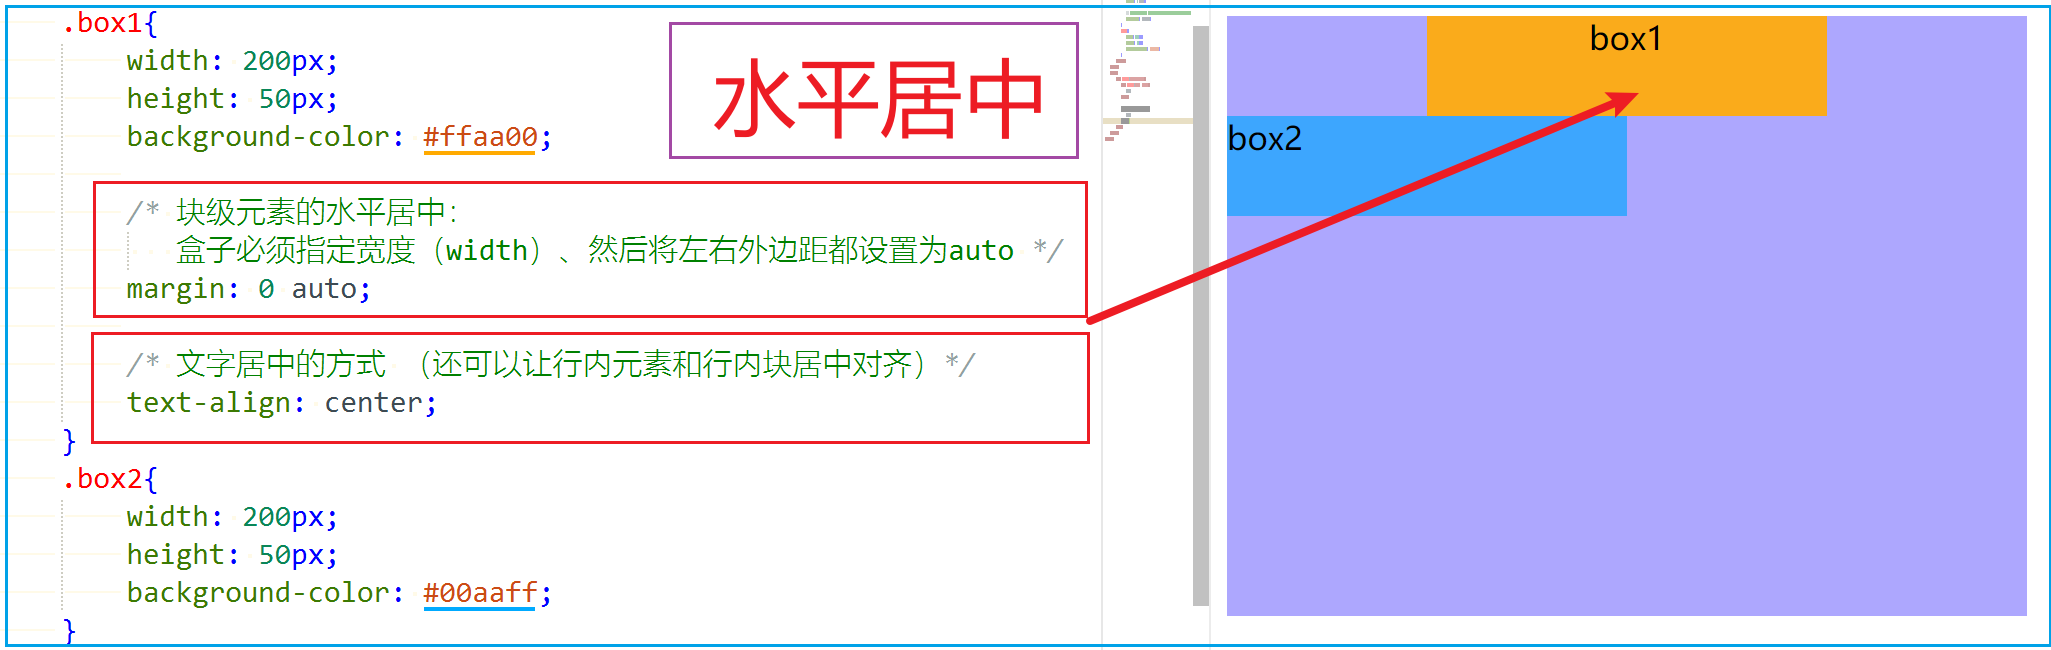 .box1{
width: 200px;
height: 50px;
background-color: #ffaa00;
水平居中
/* 块级元素的水平居中：
盒子必须指定宽度（width）、然后将左右外边距都设置为auto */
margin: 0 auto;
/* 文字居中的方式 （还可以让行内元素和行内块居中对齐）*/
text-align: center;
}
.box2{
width: 200px;
height: 50px;
background-color: #00aaff;
}
box1
box2